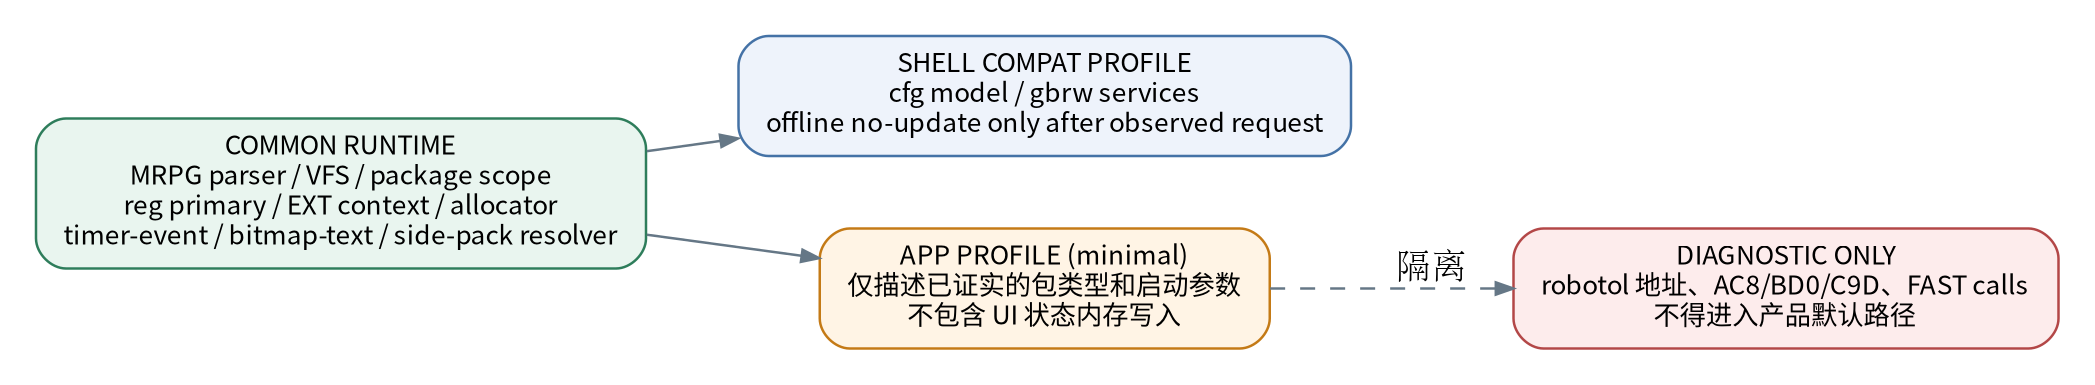 COMMON RUNTIME
MRPG parser / VFS / package scope
reg primary / EXT context / allocator
timer-event / bitmap-text / side-pack resolver
SHELL COMPAT PROFILE
cfg model / gbrw services
offline no-update only after observed request
APP PROFILE (minimal)
仅描述已证实的包类型和启动参数
不包含 UI 状态内存写入
隔离
DIAGNOSTIC ONLY
robotol 地址、AC8/BD0/C9D、FAST calls
不得进入产品默认路径